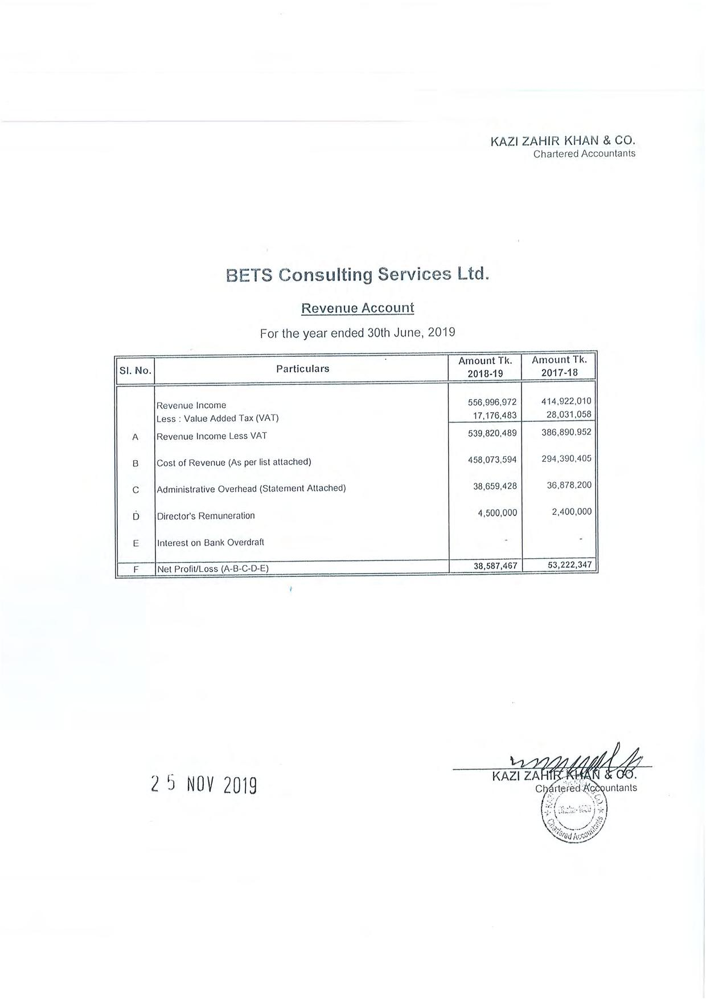 KAZI ZAHIR KHAN & CO.
Chartered Accountants
BETS Consulting Services Ltd.
Revenue Account
For the year ended 30th June, 2019
Sl. No. Particulars Amount Tk. 2018-19 Amount Tk. 2017-18
Revenue Income 556,996,972 414,922,010
Less : Value Added Tax (VAT) 17,176,483 28,031,058
A Revenue Income Less VAT 539,820,489 386,890,952
B Cost of Revenue (As per list attached) 458,073,594 294,390,405
C Administrative Overhead (Statement Attached) 38,659,428 36,878,200
D Director's Remuneration 4,500,000 2,400,000
E Interest on Bank Overdraft - -
F Net Profit/Loss (A-B-C-D-E) 38,587,467 53,222,347
25 NOV 2019
KAZI ZAHIR KHAN & CO.
Chartered Accountants
Chartered Accountants